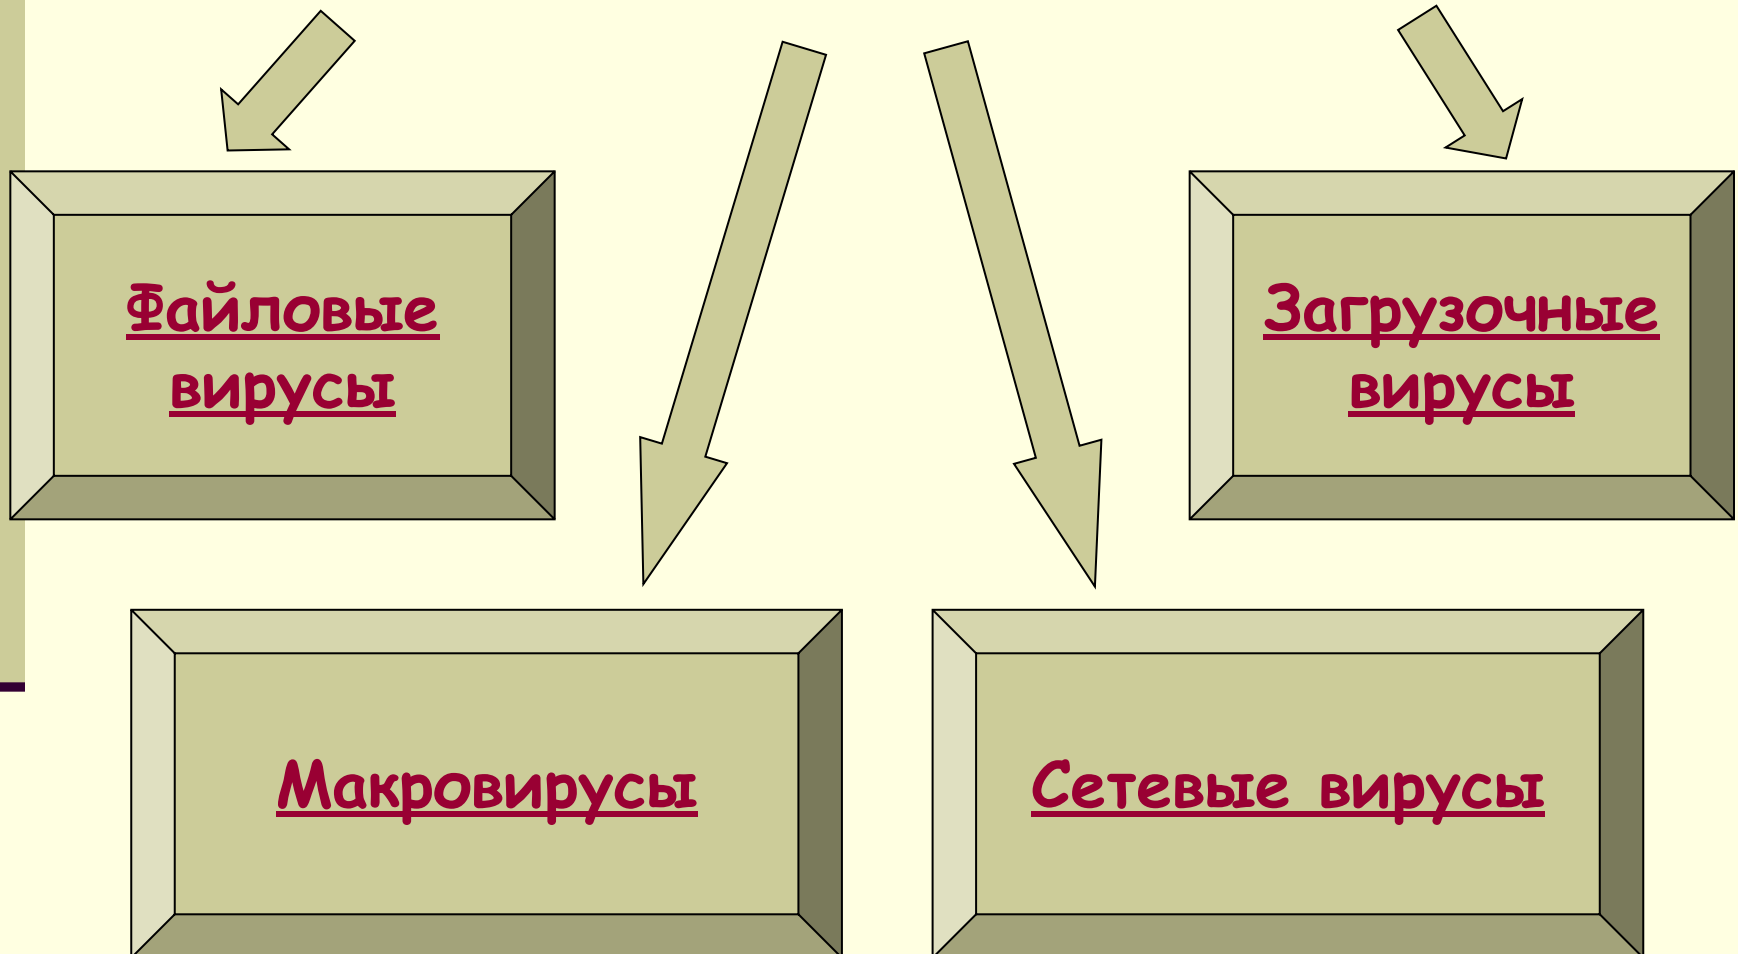 Файловые
вирусы
Загрузочные
вирусы
Макровирусы
Сетевые вирусы